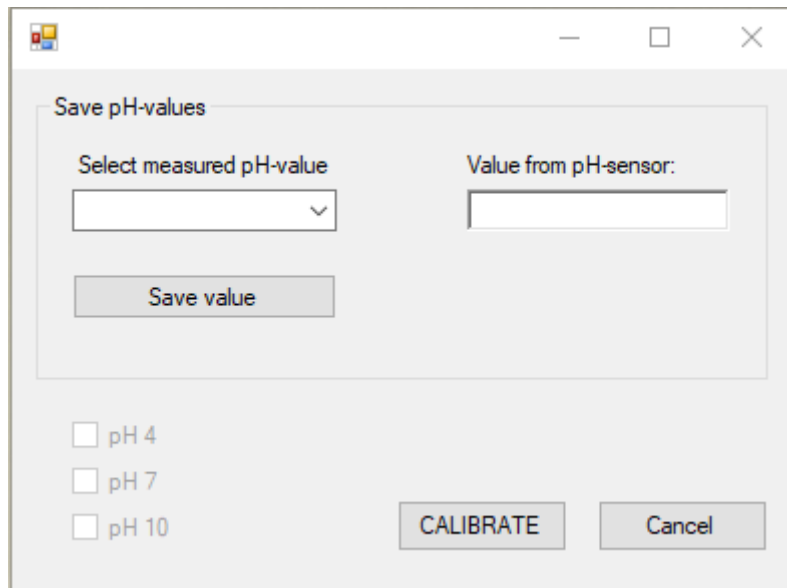 Save pH-values
Select measured pH-value
Value from pH-sensor:
Save value
pH 4
pH 7
pH 10
CALIBRATE
Cancel